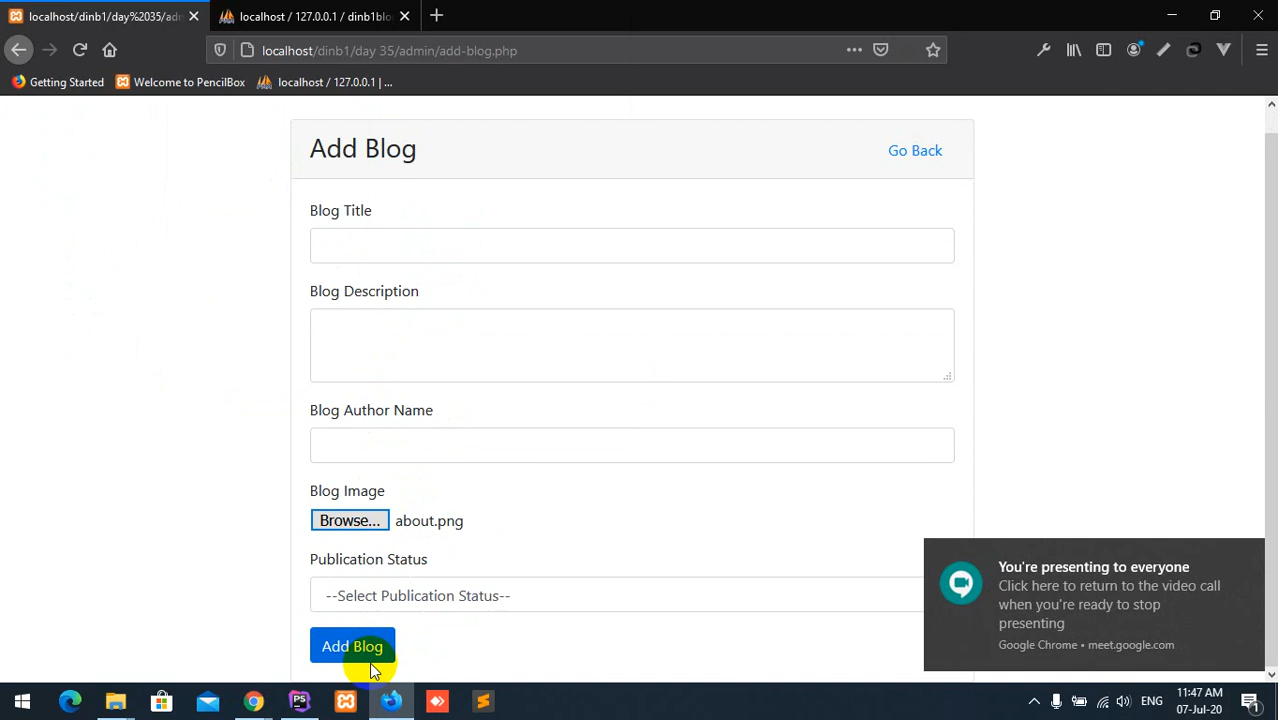 localhost/dinb1/day%2035/adm
localhost / 127.0.0.1 / dinb1blo
localhost/dinb1/day 35/admin/add-blog.php
Getting Started
Welcome to PencilBox
localhost / 127.0.0.1 | ...
Add Blog
Go Back
Blog Title
Blog Description
Blog Author Name
Blog Image
Browse... about.png
Publication Status
--Select Publication Status--
Add Blog
You're presenting to everyone
Click here to return to the video call
when you're ready to stop
presenting
Google Chrome • meet.google.com
ENG
11:47 AM
07-Jul-20
1